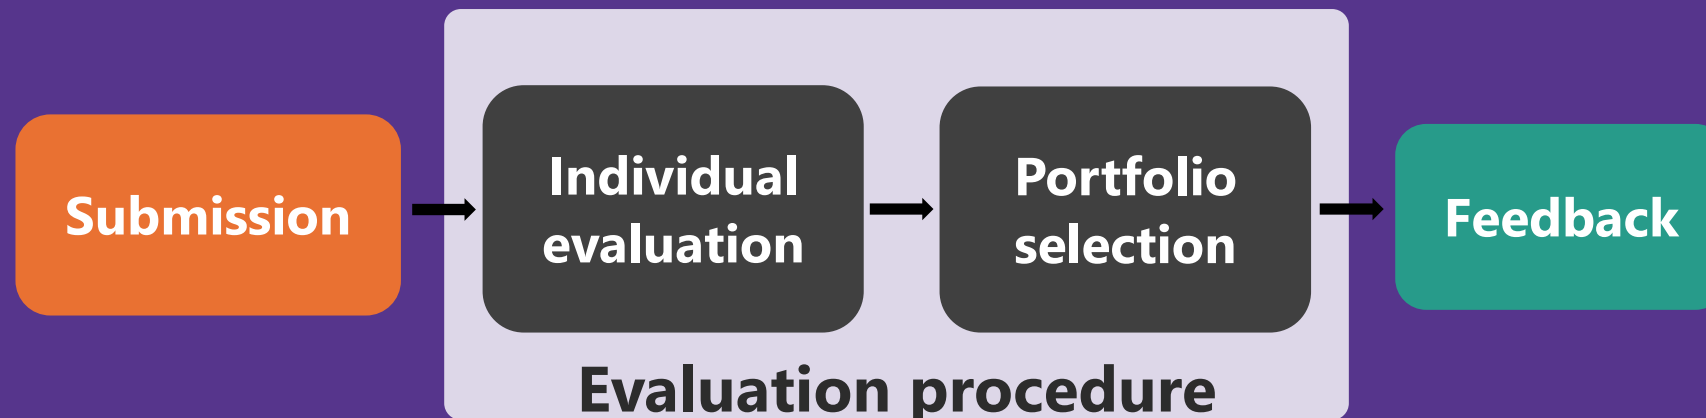 Submission
Individual
evaluation
Portfolio
selection
Feedback
Evaluation procedure